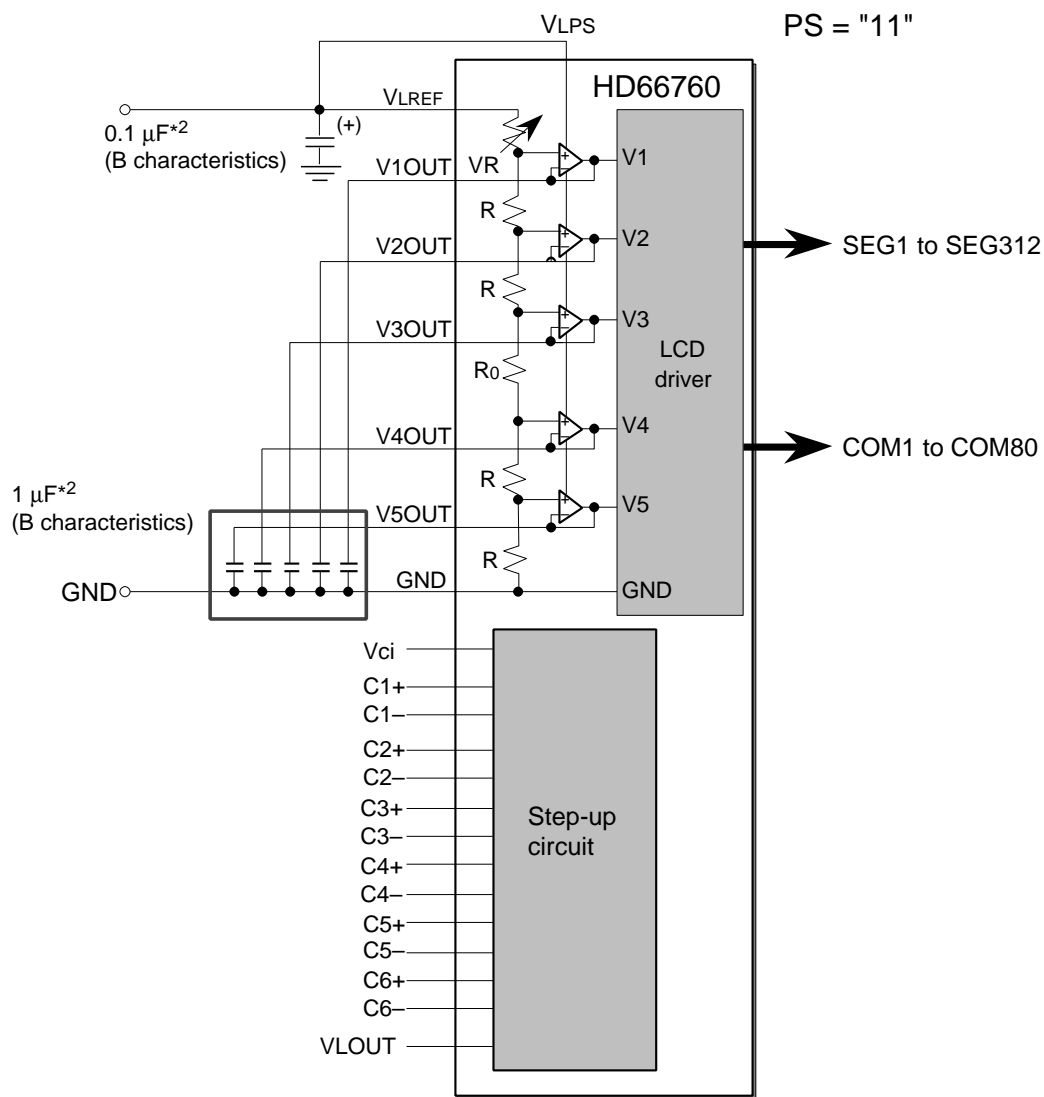 VLPS
PS = "11"
HD66760
VLREF
(+)
0.1 μF*2
(B characteristics)
V1OUT
VR
V1
R
V2OUT
V2
SEG1 to SEG312
R
V3OUT
V3
LCD
driver
R0
V4OUT
V4
COM1 to COM80
R
1 μF*2
(B characteristics)
V5OUT
V5
R
GND
GND
GND
Vci
C1+
C1–
C2+
C2–
C3+
C3–
C4+
C4–
C5+
C5–
C6+
C6–
VLOUT
Step-up
circuit